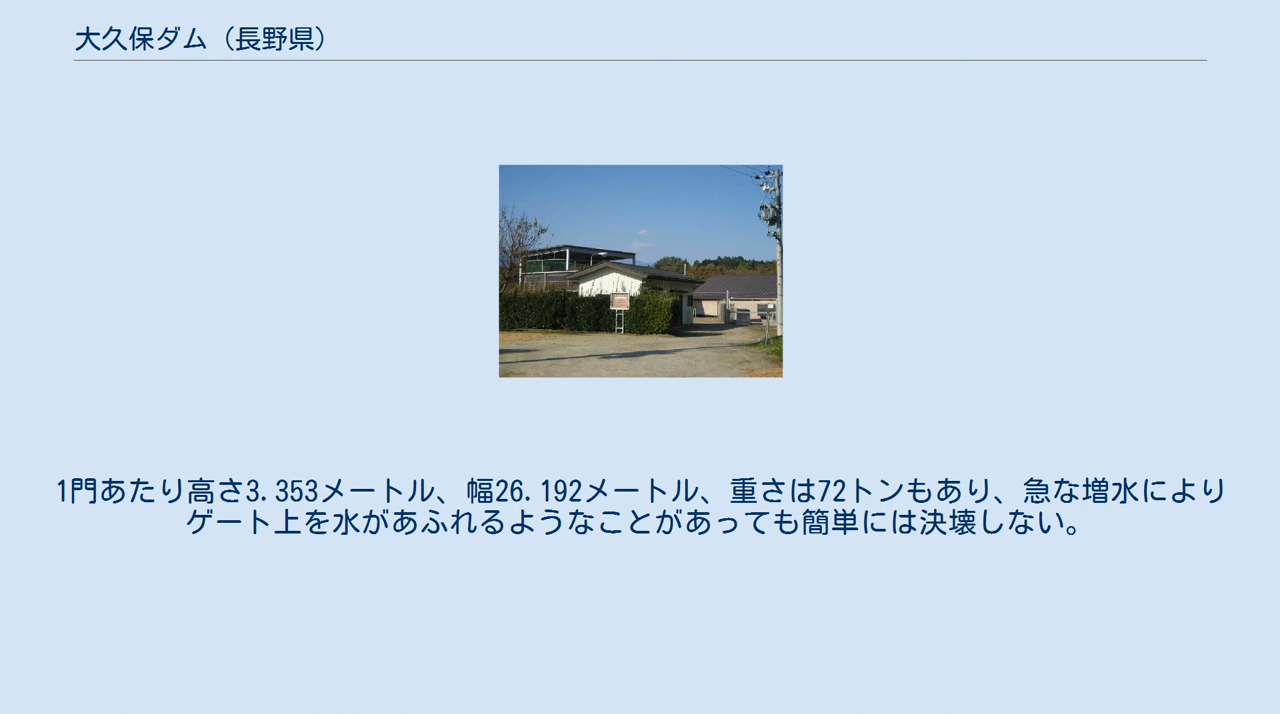 大久保ダム（長野県）
1門あたり高さ3.353メートル、幅26.192メートル、重さは72トンもあり、急な増水により
ゲート上を水があふれるようなことがあっても簡単には決壊しない。